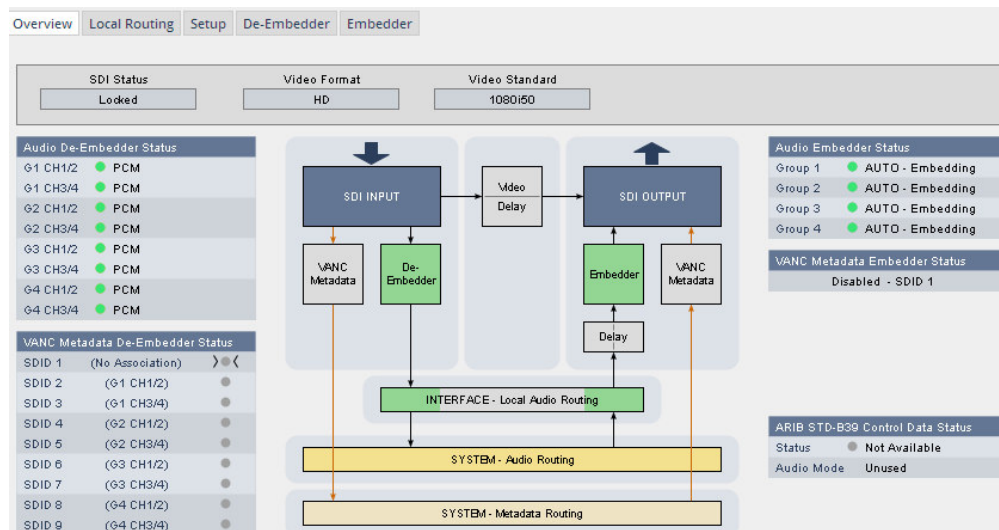 Overview Local Routing Setup De-Embedder Embedder
SDI Status Video Format Video Standard
Locked HD 1080i50
Audio De-Embedder Status
G1 CH1/2 PCM
G1 CH3/4 PCM
G2 CH1/2 PCM
G2 CH3/4 PCM
G3 CH1/2 PCM
G3 CH3/4 PCM
G4 CH1/2 PCM
G4 CH3/4 PCM
VANC Metadata De-Embedder Status
SDID 1 (No Association)
SDID 2 (G1 CH1/2)
SDID 3 (G1 CH3/4)
SDID 4 (G2 CH1/2)
SDID 5 (G2 CH3/4)
SDID 6 (G3 CH1/2)
SDID 7 (G3 CH3/4)
SDID 8 (G4 CH1/2)
SDID 9 (G4 CH3/4)
SDI INPUT
Video
Delay
SDI OUTPUT
VANC
Metadata
De-
Embedder
Embedder
VANC
Metadata
Delay
INTERFACE - Local Audio Routing
SYSTEM - Audio Routing
SYSTEM - Metadata Routing
Audio Embedder Status
Group 1 AUTO - Embedding
Group 2 AUTO - Embedding
Group 3 AUTO - Embedding
Group 4 AUTO - Embedding
VANC Metadata Embedder Status
Disabled - SDID 1
ARIB STD-B39 Control Data Status
Status Not Available
Audio Mode Unused